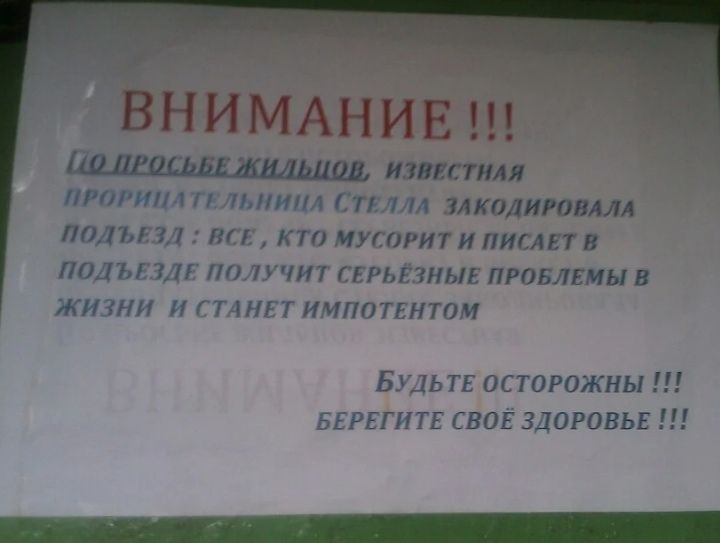 ВНИМАНИЕ !!!
ПО ПРОСЬБЕ ЖИЛЬЦОВ, ИЗВЕСТНАЯ
ПРОРИЦАТЕЛЬНИЦА СТЕЛЛА ЗАКОДИРОВАЛА
ПОДЪЕЗД : ВСЕ , КТО МУСОРИТ И ПИСАЕТ В
ПОДЪЕЗДЕ ПОЛУЧИТ СЕРЬЁЗНЫЕ ПРОБЛЕМЫ В
ЖИЗНИ И СТАНЕТ ИМПОТЕНТОМ
БУДЬТЕ ОСТОРОЖНЫ !!!
БЕРЕГИТЕ СВОЁ ЗДОРОВЬЕ !!!